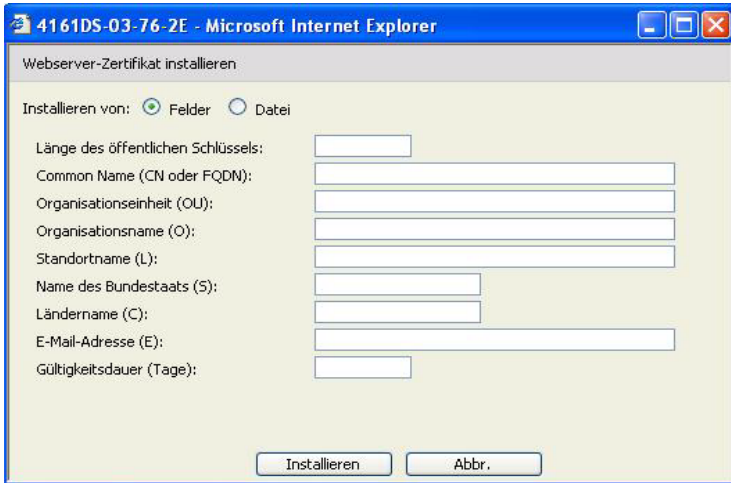 4161DS-03-76-2E - Microsoft Internet Explorer
Webserver-Zertifikat installieren
Installieren von: Felder Datei
Länge des öffentlichen Schlüssels:
Common Name (CN oder FQDN):
Organisationseinheit (OU):
Organisationsname (O):
Standortname (L):
Name des Bundestaats (S):
Ländername (C):
E-Mail-Adresse (E):
Gültigkeitsdauer (Tage):
Installieren Abbr.